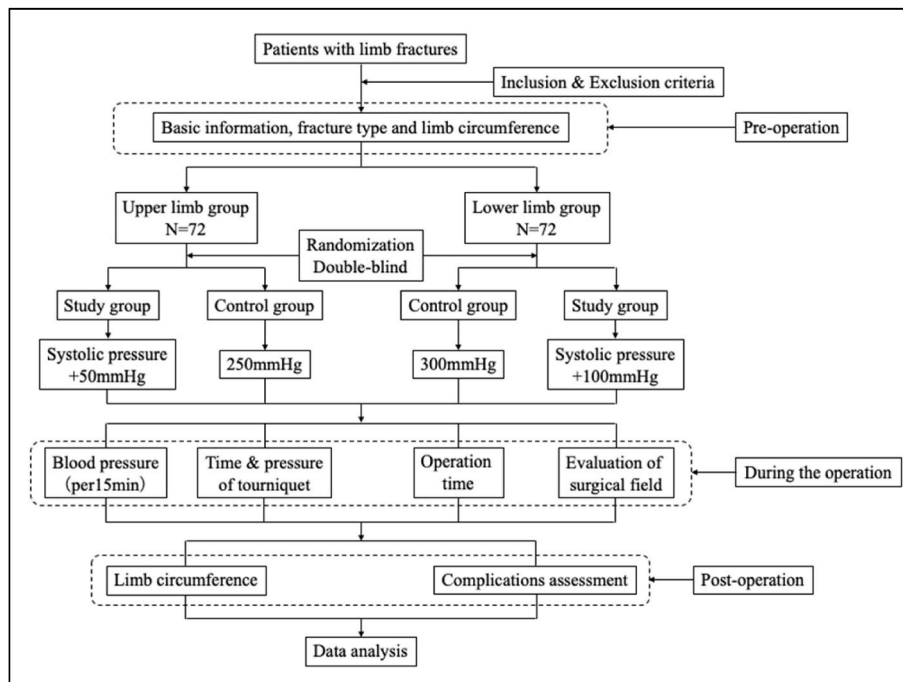 Patients with limb fractures
Inclusion & Exclusion criteria
Basic information, fracture type and limb circumference
Pre-operation
Upper limb group
N=72
Lower limb group
N=72
Randomization
Double-blind
Study group
Control group
Control group
Study group
Systolic pressure
+50mmHg
250mmHg
300mmHg
Systolic pressure
+100mmHg
Blood pressure
(per15min)
Time & pressure
of tourniquet
Operation
time
Evaluation of
surgical field
During the operation
Limb circumference
Complications assessment
Post-operation
Data analysis